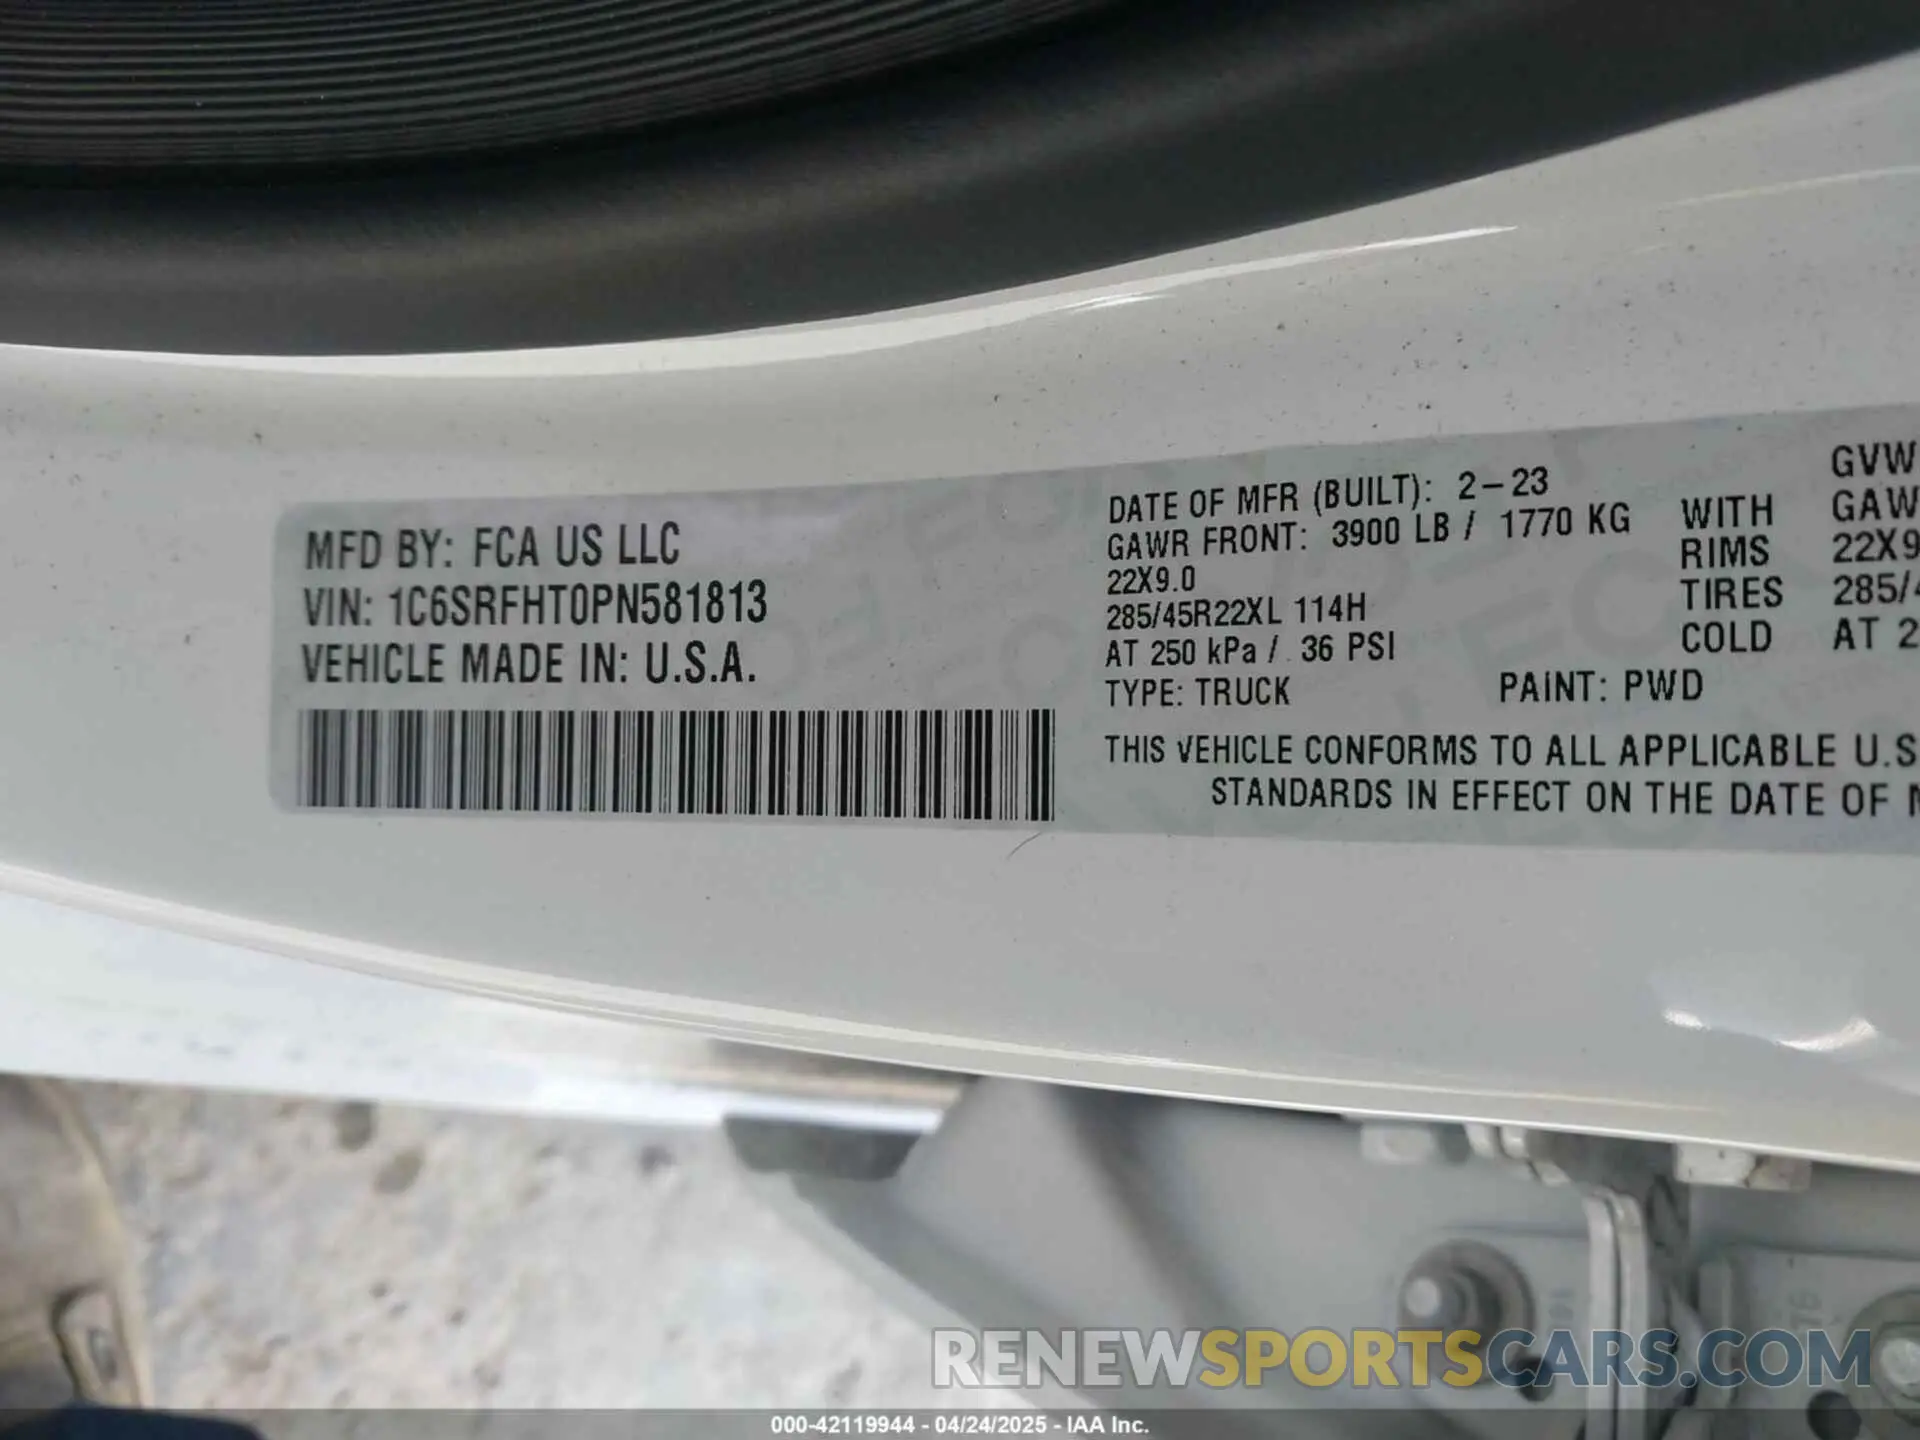 MFD BY: FCA US LLC
VIN: 1C6SRFHT0PN581813
VEHICLE MADE IN: U.S.A.
DATE OF MFR (BUILT): 2-23
GAWR FRONT: 3900 LB / 1770 KG
22X9.0
285/45R22XL 114H
AT 250 kPa / 36 PSI
TYPE: TRUCK
PAINT: PWD
WITH
RIMS
TIRES
COLD
GVW
GAW
22X9
285/4
AT 2
THIS VEHICLE CONFORMS TO ALL APPLICABLE U.S
STANDARDS IN EFFECT ON THE DATE OF
RENEWSPORTSCARS.COM
000-42119944 - 04/24/2025 - IAA Inc.